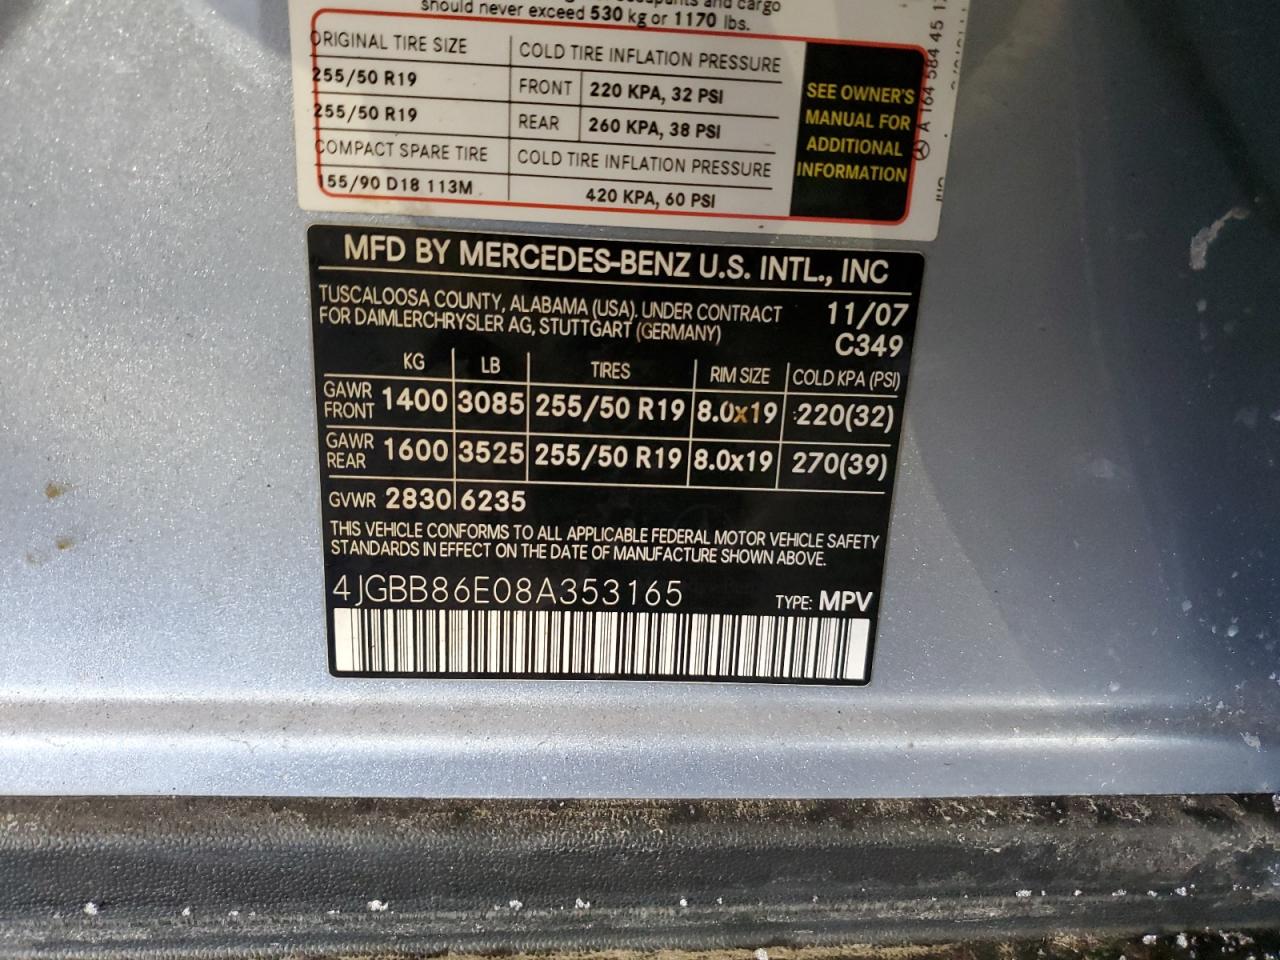 occupants and cargo
should never exceed 530 kg or 1170 lbs.
ORIGINAL TIRE SIZE COLD TIRE INFLATION PRESSURE
255/50 R19 FRONT 220 KPA, 32 PSI
255/50 R19 REAR 260 KPA, 38 PSI
COMPACT SPARE TIRE COLD TIRE INFLATION PRESSURE
155/90 D18 113M 420 KPA, 60 PSI
SEE OWNER'S
MANUAL FOR
ADDITIONAL
INFORMATION
A 164 584 45
MFD BY MERCEDES-BENZ U.S. INTL., INC
TUSCALOOSA COUNTY, ALABAMA (USA). UNDER CONTRACT
FOR DAIMLERCHRYSLER AG, STUTTGART (GERMANY)
11/07
C349
KG LB TIRES RIM SIZE COLD KPA (PSI)
GAWR FRONT 1400 3085 255/50 R19 8.0x19 220(32)
GAWR REAR 1600 3525 255/50 R19 8.0x19 270(39)
GVWR 2830 6235
THIS VEHICLE CONFORMS TO ALL APPLICABLE FEDERAL MOTOR VEHICLE SAFETY
STANDARDS IN EFFECT ON THE DATE OF MANUFACTURE SHOWN ABOVE.
4JGBB86E08A353165 TYPE: MPV